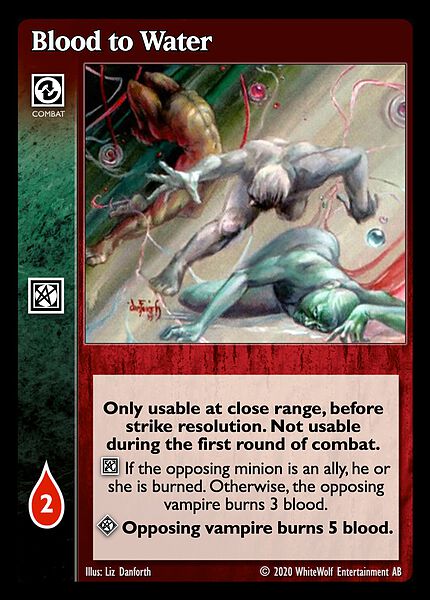 Blood to Water
COMBAT
Only usable at close range, before
strike resolution. Not usable
during the first round of combat.
If the opposing minion is an ally, he or
she is burned. Otherwise, the opposing
vampire burns 3 blood.
Opposing vampire burns 5 blood.
2
Illus: Liz Danforth
© 2020 WhiteWolf Entertainment AB